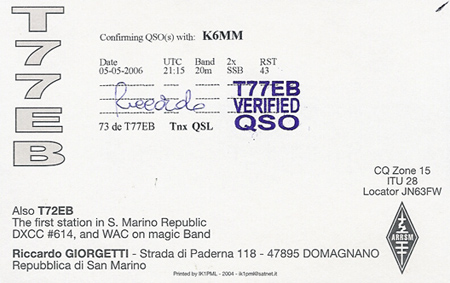 T77EB
Confirming QSO(s) with: K6MM
Date UTC Band 2x RST
05-05-2006 21:15 20m SSB 43
Riccardo
T77EB
VERIFIED
QSO
73 de T77EB Tnx QSL
CQ Zone 15
ITU 28
Locator JN63FW
Also T72EB
The first station in S. Marino Republic
DXCC #614, and WAC on magic Band
Riccardo GIORGETTI - Strada di Paderna 118 - 47895 DOMAGNANO
Repubblica di San Marino
ARRSM
Printed by IK1PML - 2004 - ik1pml@satnet.it